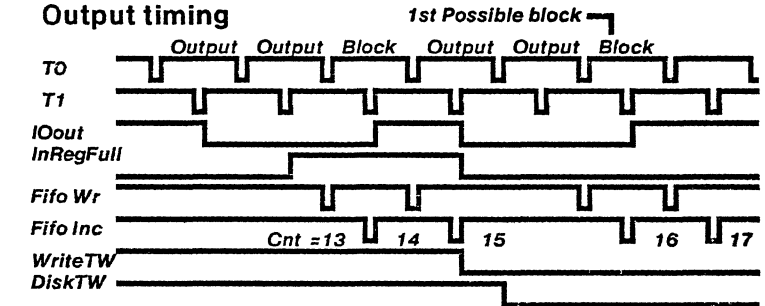 Output timing
1st Possible block
Output Output Block Output Output Block
T0
T1
IOout
InRegFull
Fifo Wr
Fifo Inc
Cnt =13 14 15 16 17
WriteTW
DiskTW